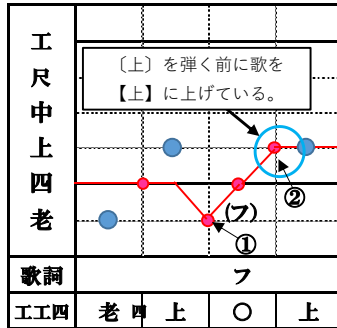 工
尺
中
上
四
老
〔上〕を弾く前に歌を
【上】に上げている。
(フ)
①
②
歌詞 フ
工工四 老 四 上 ○ 上